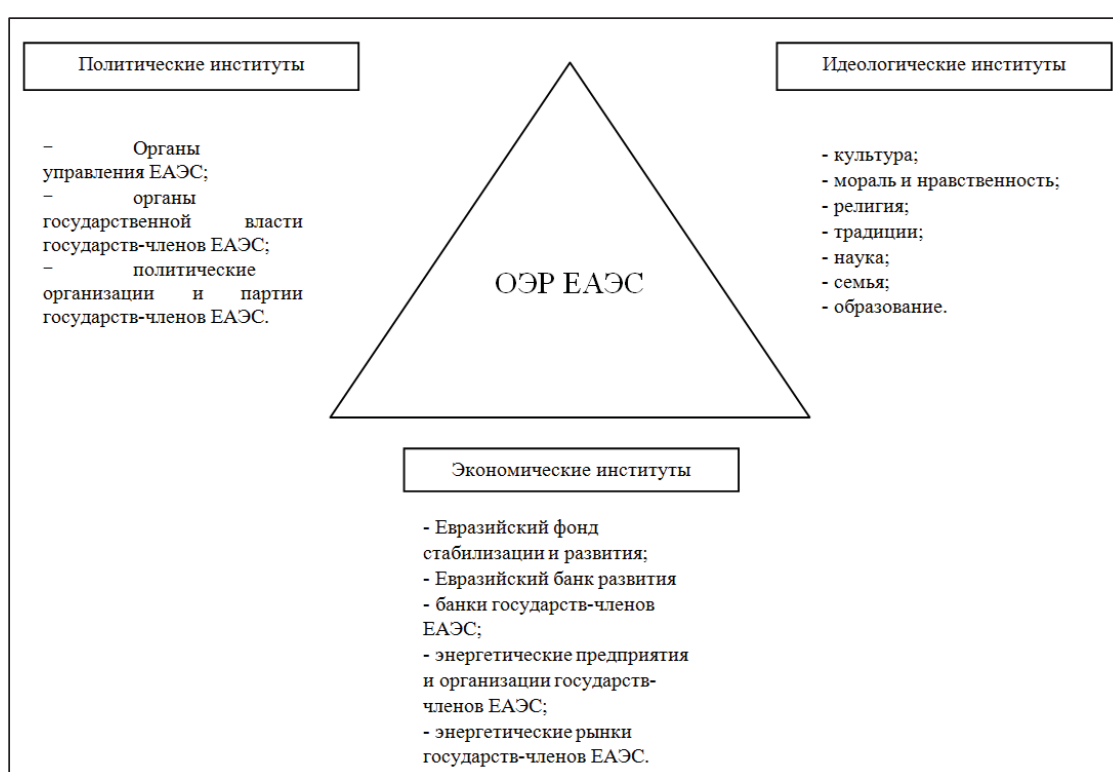 Политические институты
− Органы
управления ЕАЭС;
− органы
государственной власти
государств-членов ЕАЭС;
− политические
организации и партии
государств-членов ЕАЭС.
ОЭР ЕАЭС
Идеологические институты
- культура;
- мораль и нравственность;
- религия;
- традиции;
- наука;
- семья;
- образование.
Экономические институты
- Евразийский фонд
стабилизации и развития;
- Евразийский банк развития
- банки государств-членов
ЕАЭС;
- энергетические предприятия
и организации государств-
членов ЕАЭС;
- энергетические рынки
государств-членов ЕАЭС.